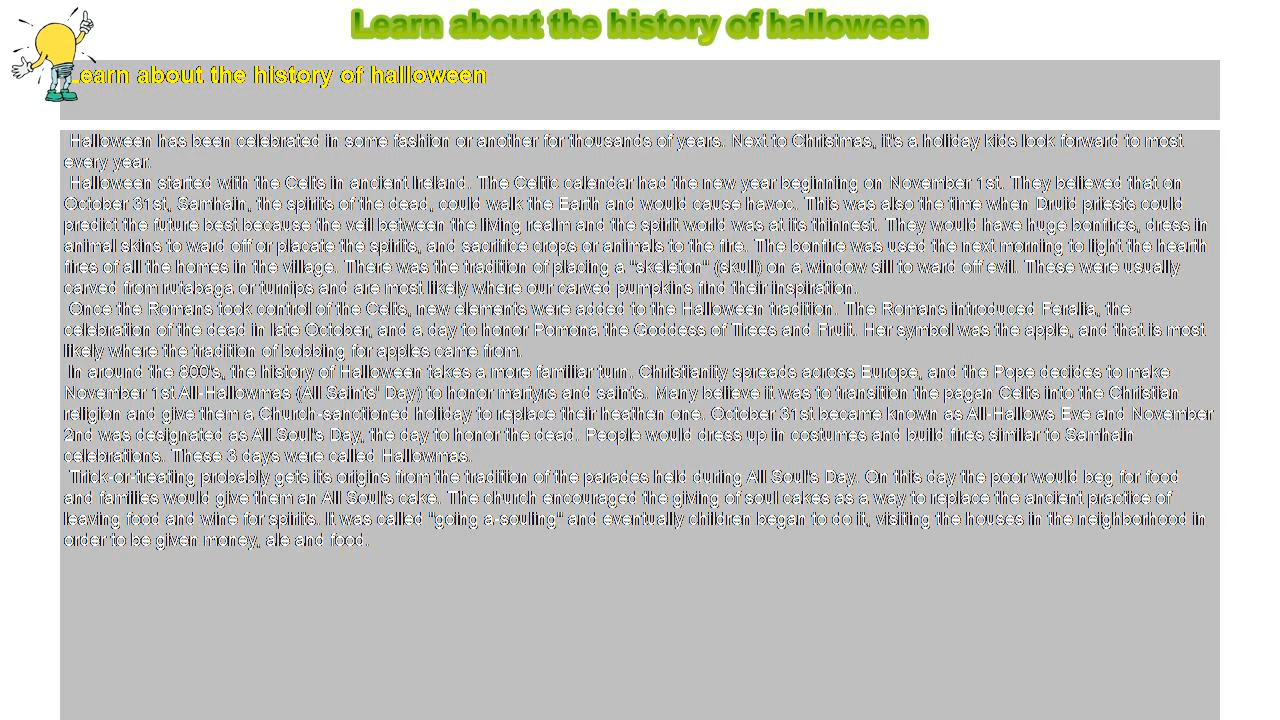 Learn about the history of halloween
Learn about the history of halloween
Halloween has been celebrated in some fashion or another for thousands of years. Next to Christmas, it's a holiday kids look forward to most
every year.
Halloween started with the Celts in ancient Ireland. The Celtic calendar had the new year beginning on November 1st. They believed that on
October 31st, Samhain, the spirits of the dead, could walk the Earth and would cause havoc. This was also the time when Druid priests could
predict the future best because the veil between the living realm and the spirit world was at its thinnest. They would have huge bonfires, dress in
animal skins to ward off or placate the spirits, and sacrifice crops or animals to the fire. The bonfire was used the next morning to light the hearth
fires of all the homes in the village. There was the tradition of placing a "skeleton" (skull) on a window sill to ward off evil. These were usually
carved from rutabaga or turnips and are most likely where our carved pumpkins find their inspiration.
Once the Romans took control of the Celts, new elements were added to the Halloween tradition. The Romans introduced Feralia, the
celebration of the dead in late October, and a day to honor Pomona the Goddess of Trees and Fruit. Her symbol was the apple, and that is most
likely where the tradition of bobbing for apples came from.
In around the 800's, the history of Halloween takes a more familiar turn. Christianity spreads across Europe, and the Pope decides to make
November 1st All-Hallowmas (All Saints' Day) to honor martyrs and saints. Many believe it was to transition the pagan Celts into the Christian
religion and give them a Church-sanctioned holiday to replace their heathen one. October 31st became known as All-Hallows Eve and November
2nd was designated as All Soul's Day, the day to honor the dead. People would dress up in costumes and build fires similar to Samhain
celebrations. These 3 days were called Hallowmas.
Trick-or-treating probably gets its origins from the tradition of the parades held during All Soul's Day. On this day the poor would beg for food
and families would give them an All Soul's cake. The church encouraged the giving of soul cakes as a way to replace the ancient practice of
leaving food and wine for spirits. It was called "going a-souling" and eventually children began to do it, visiting the houses in the neighborhood in
order to be given money, ale and food.